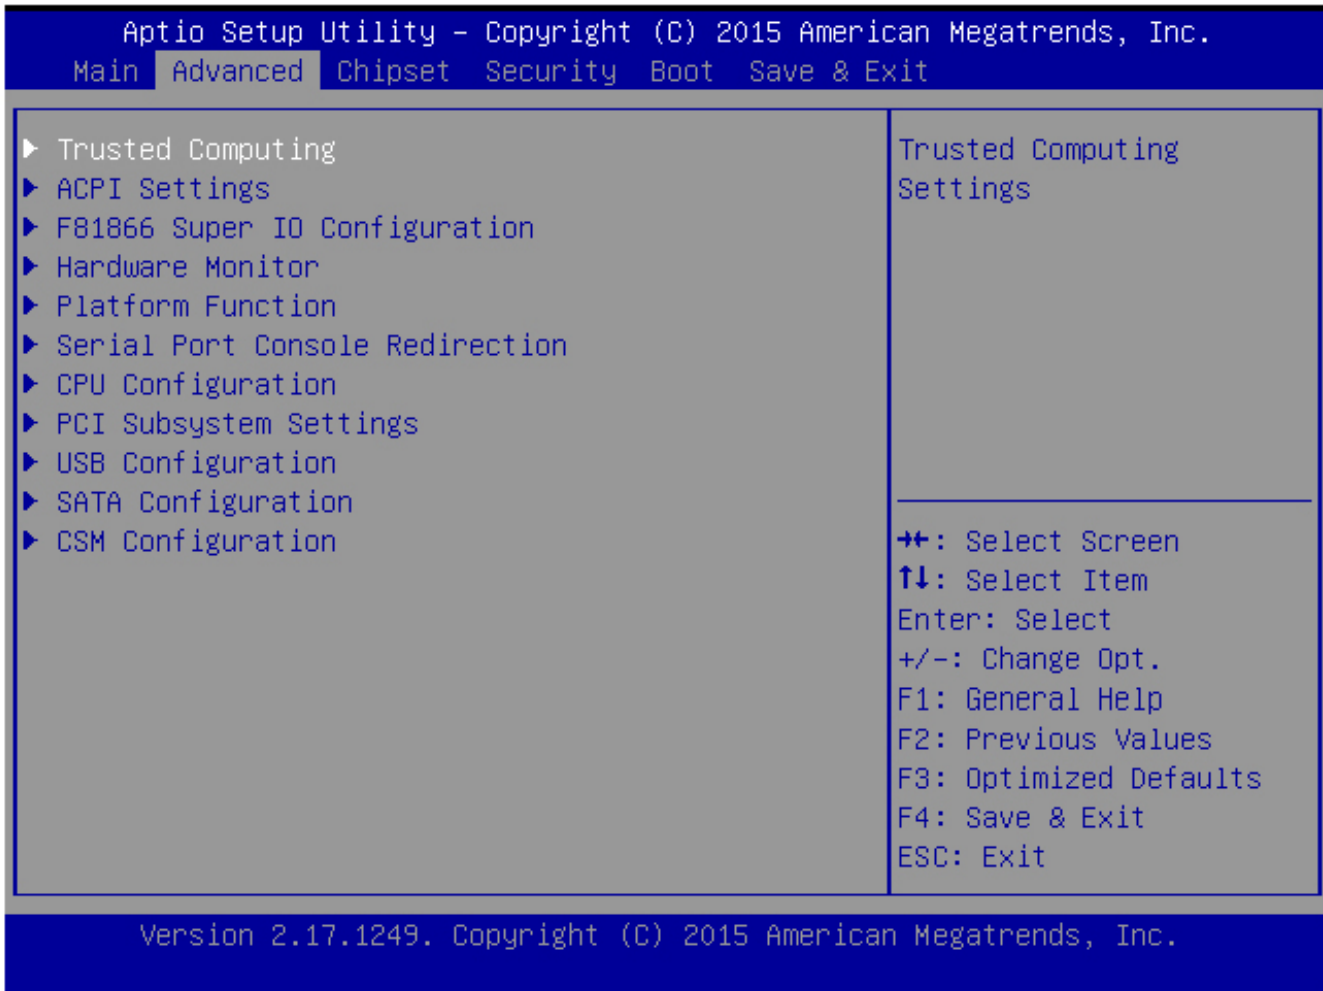 Aptio Setup Utility – Copyright (C) 2015 American Megatrends, Inc.
Main Advanced Chipset Security Boot Save & Exit
Trusted Computing
ACPI Settings
F81866 Super IO Configuration
Hardware Monitor
Platform Function
Serial Port Console Redirection
CPU Configuration
PCI Subsystem Settings
USB Configuration
SATA Configuration
CSM Configuration
Trusted Computing
Settings
→←: Select Screen
↑↓: Select Item
Enter: Select
+/-: Change Opt.
F1: General Help
F2: Previous Values
F3: Optimized Defaults
F4: Save & Exit
ESC: Exit
Version 2.17.1249. Copyright (C) 2015 American Megatrends, Inc.